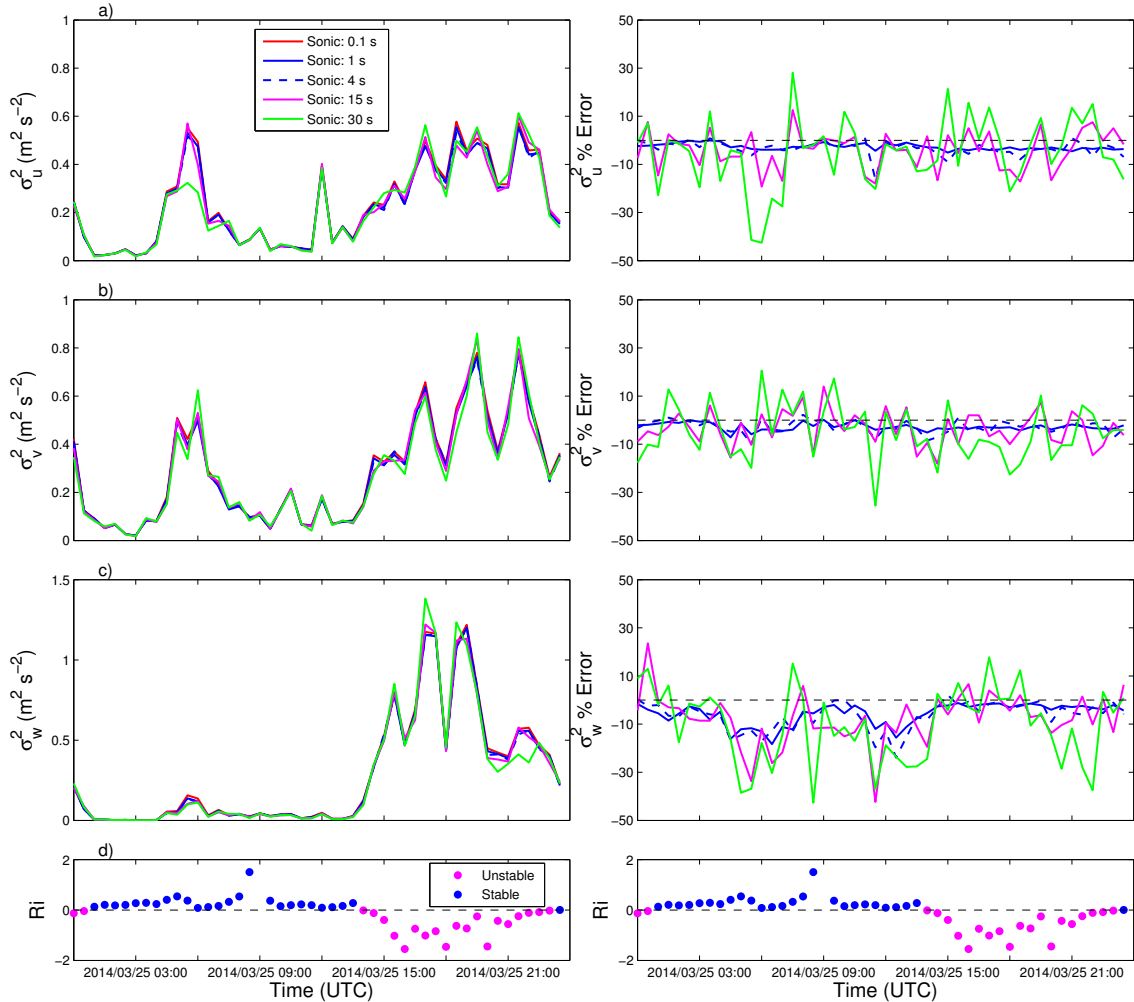 a)
σ²ᵤ (m² s⁻²)
1
0.8
0.6
0.4
0.2
0
Sonic: 0.1 s
Sonic: 1 s
Sonic: 4 s
Sonic: 15 s
Sonic: 30 s
σ²ᵤ % Error
50
30
10
−10
−30
−50
b)
σ²ᵥ (m² s⁻²)
1
0.8
0.6
0.4
0.2
0
σ²ᵥ % Error
50
30
10
−10
−30
−50
c)
σ²w (m² s⁻²)
1.5
1
0.5
0
σ²w % Error
50
30
10
−10
−30
−50
d)
Ri
2
0
−2
Unstable
Stable
2014/03/25 03:00 2014/03/25 09:00 2014/03/25 15:00 2014/03/25 21:00
Time (UTC)
Ri
2
0
−2
2014/03/25 03:00 2014/03/25 09:00 2014/03/25 15:00 2014/03/25 21:00
Time (UTC)